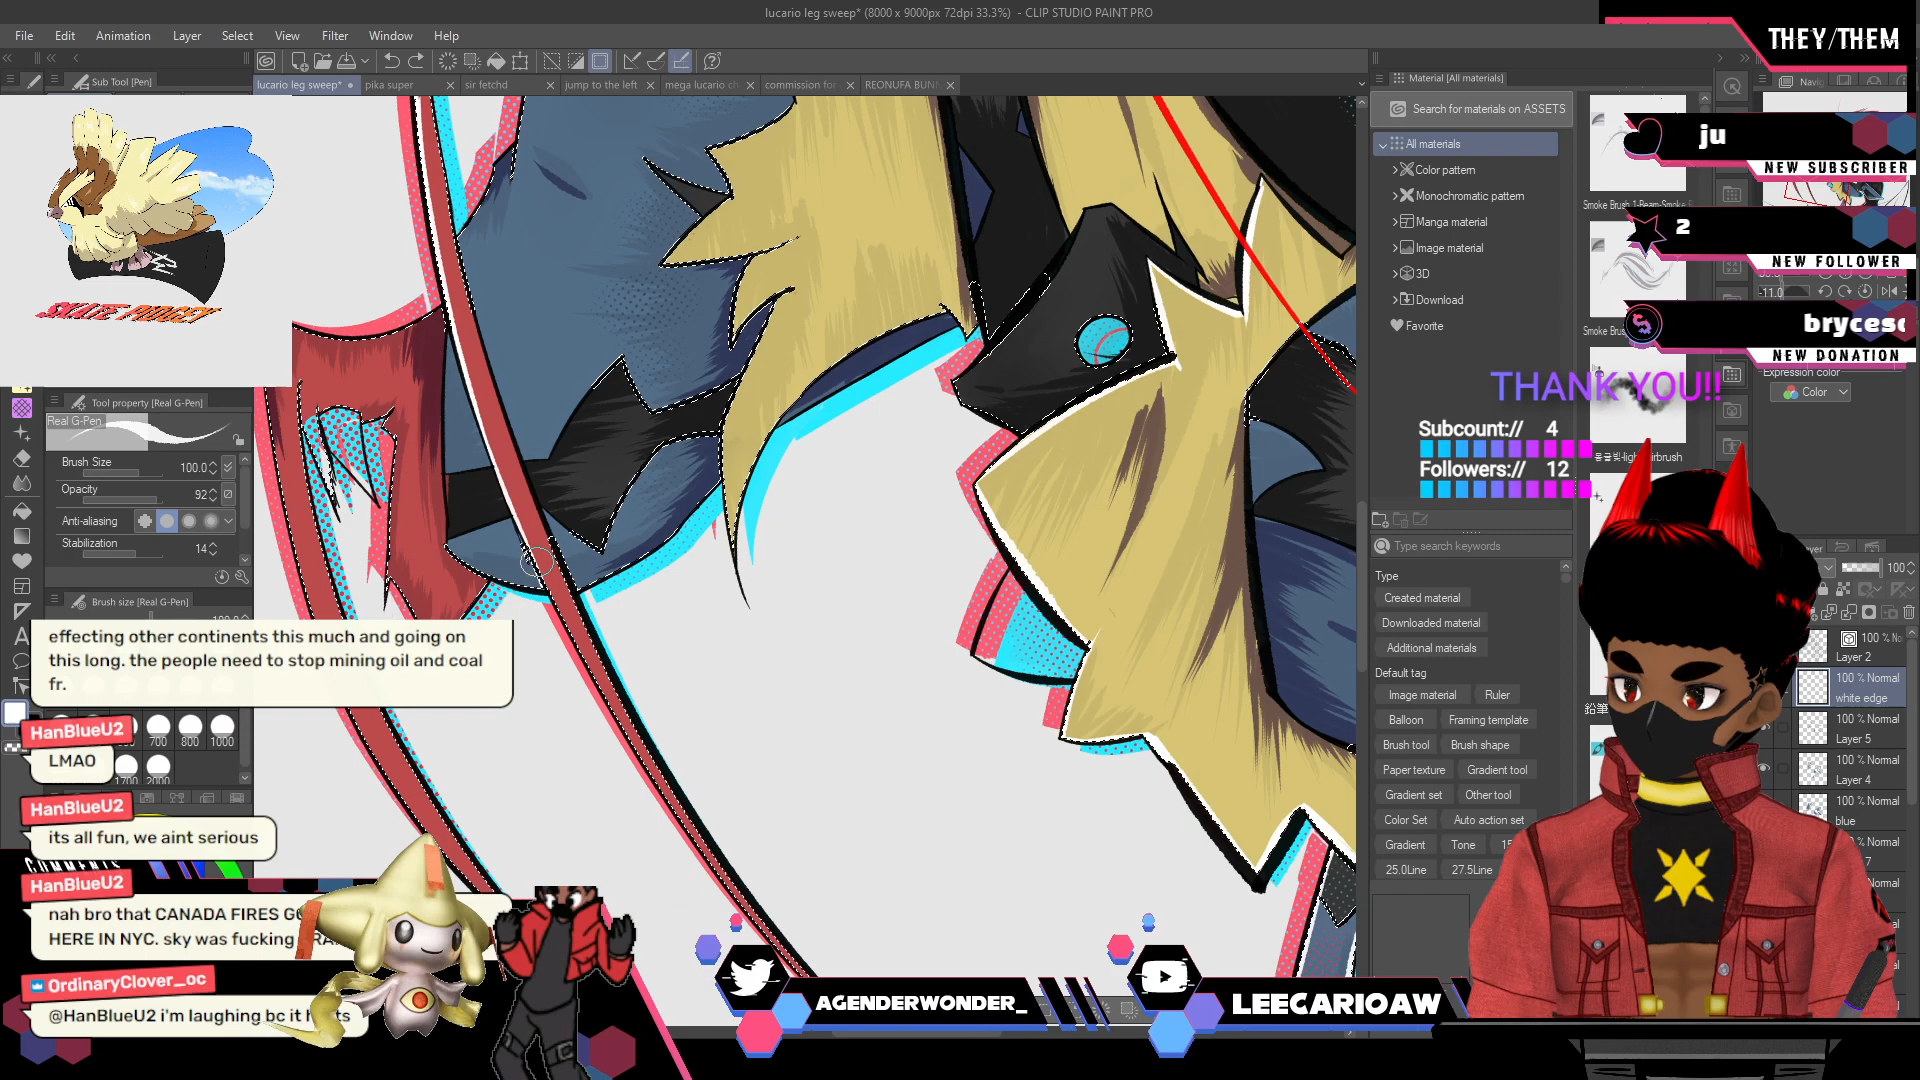 lucario leg sweep* (8000 x 9000px 72dpi 33.3%) - CLIP STUDIO PAINT PRO
File Edit Animation Layer Select View Filter Window Help
Sub Tool [Pen]
lucario leg sweep* pika super sir fetchd jump to the left mega lucario ch commission for REONUFA BUN
SKATE PIDGEY
Tool property [Real G-Pen]
Real G-Pen
Brush Size 100.0
Opacity 92
Anti-aliasing
Stabilization 14
Brush size [Real G-Pen]
700 800 1000
1700 2000
effecting other continents this much and going on
this long. the people need to stop mining oil and coal
fr.
HanBlueU2
LMAO
HanBlueU2
its all fun, we aint serious
COMMENTS
HanBlueU2
nah bro that CANADA FIRES
HERE IN NYC. sky was fucking
OrdinaryClover_oc
@HanBlueU2 i'm laughing bc it
AGENDERWONDER_
LEECARIOAW
Material [All materials]
Search for materials on ASSETS
All materials
Color pattern
Monochromatic pattern
Manga material
Image material
3D
Download
Favorite
Type search keywords
Type
Created material
Downloaded material
Additional materials
Default tag
Image material Ruler
Balloon Framing template
Brush tool Brush shape
Paper texture Gradient tool
Gradient set Other tool
Color Set Auto action set
Gradient Tone
25.0Line 27.5Line
THEY/THEM
ju
NEW SUBSCRIBER
2
NEW FOLLOWER
-11.0
brycesc
NEW DONATION
Expression color
Color
THANK YOU!!
Subcount:// 4
Followers:// 12
100
Layer 2
100 % Normal
white edge
100 % Normal
Layer 5
100 % Normal
Layer 4
100 % Normal
blue